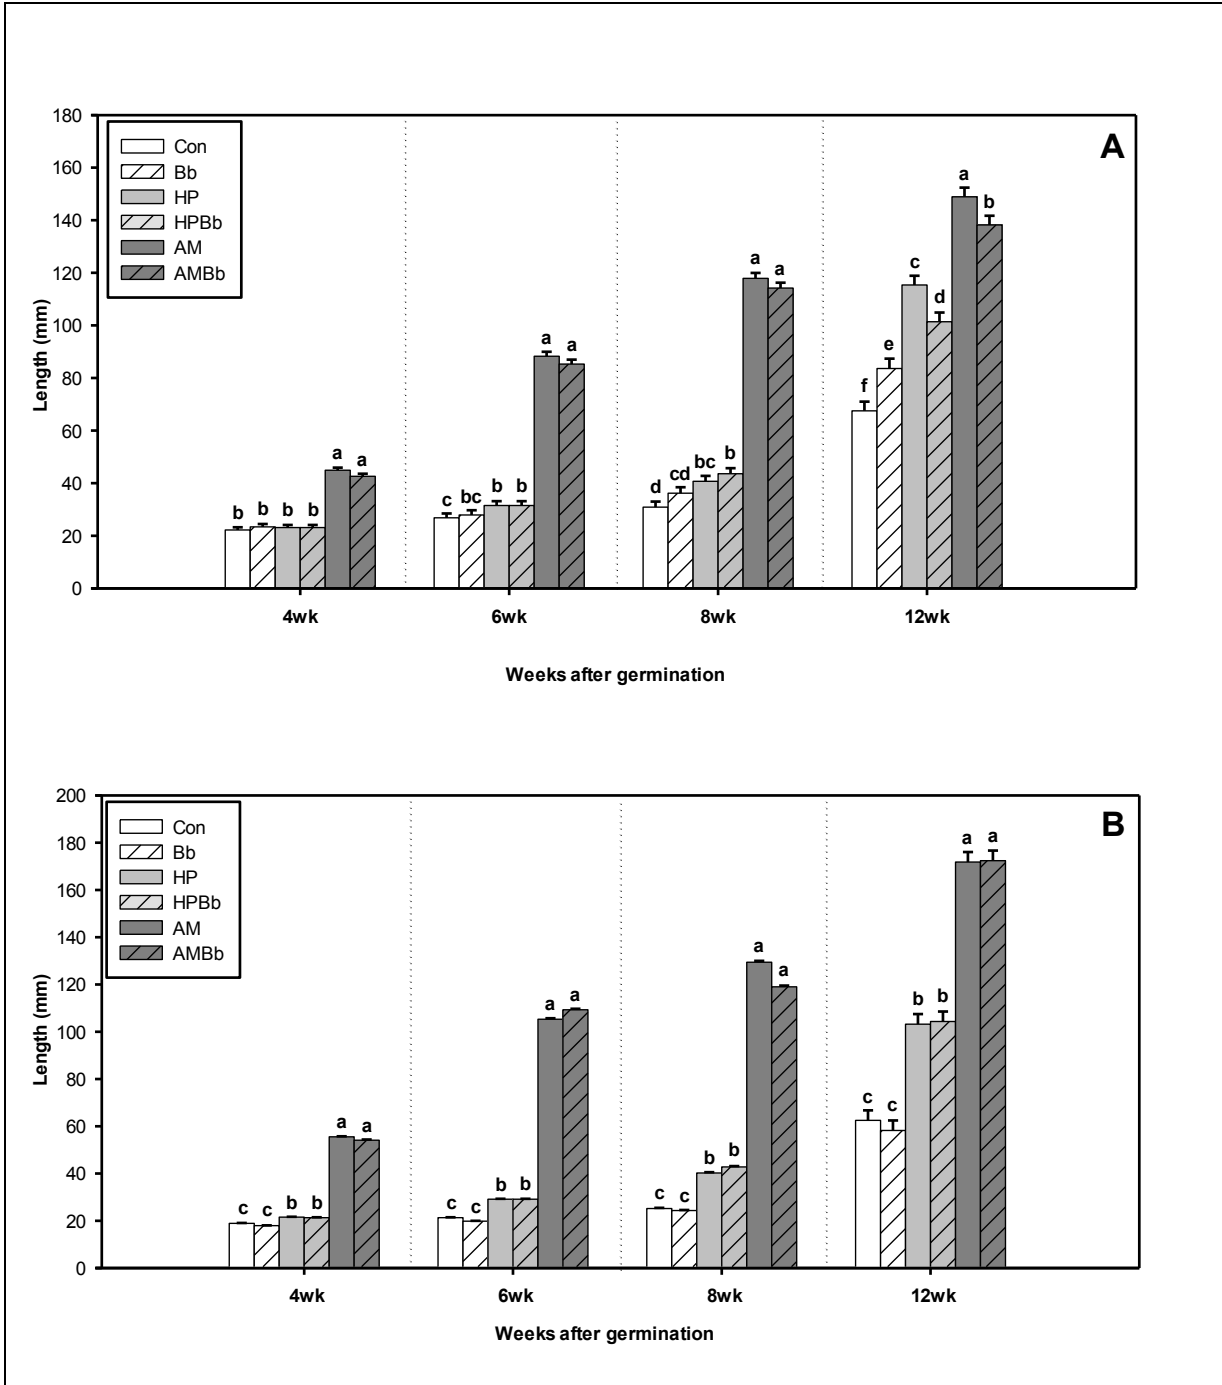 A
180
160
140
120
100
80
60
40
20
0
Length (mm)
Con
Bb
HP
HPBb
AM
AMBb
b b b b a a
c bc b b a a
d cd bc b a a
f e c d a b
4wk 6wk 8wk 12wk
Weeks after germination
B
200
180
160
140
120
100
80
60
40
20
0
Length (mm)
Con
Bb
HP
HPBb
AM
AMBb
c c b b a a
c c b b a a
c c b b a a
c c b b a a
4wk 6wk 8wk 12wk
Weeks after germination